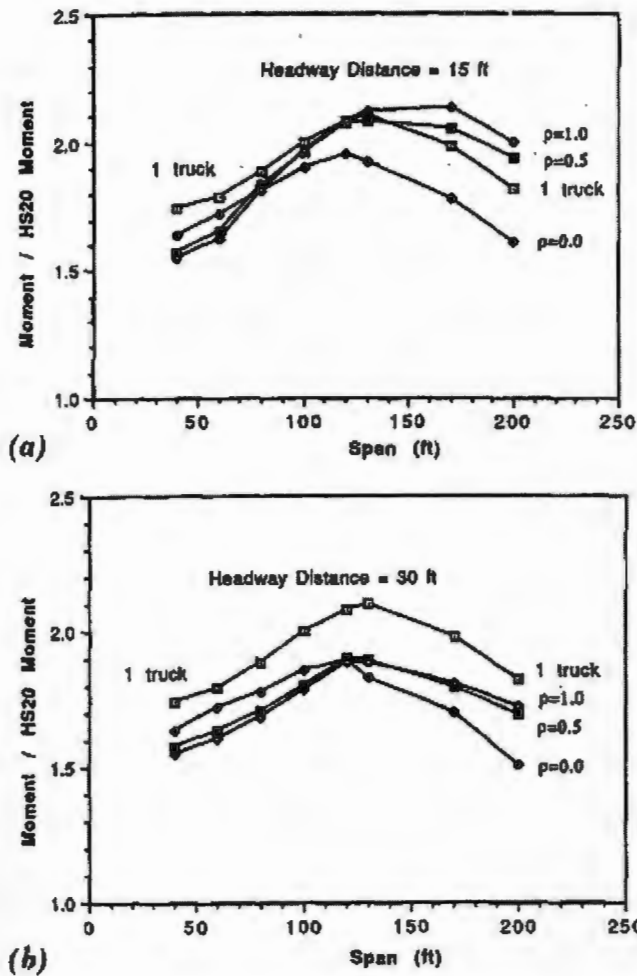 2.5
Headway Distance = 15 ft
2.0
ρ=1.0
1 truck
ρ=0.5
1 truck
1.5
ρ=0.0
Moment / HS20 Moment
1.0
0 50 100 150 200 250
(a) Span (ft)
2.5
Headway Distance = 30 ft
2.0
1 truck
1 truck
ρ=1.0
ρ=0.5
1.5
ρ=0.0
Moment / HS20 Moment
1.0
0 50 100 150 200 250
(b) Span (ft)